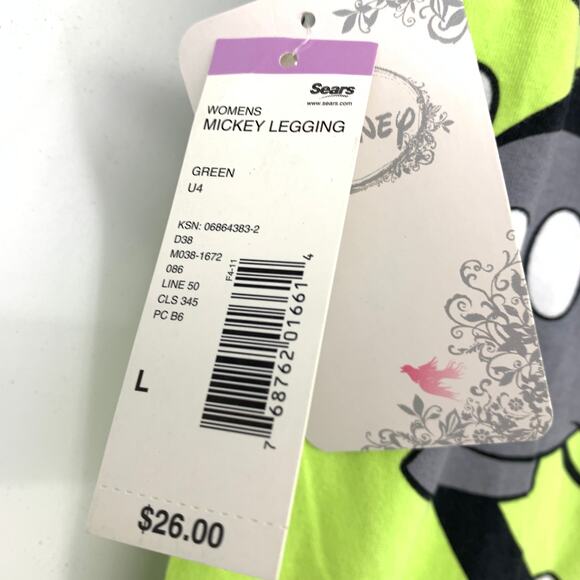 Sears
www.sears.com
WOMENS
MICKEY LEGGING
GREEN
U4
KSN: 06864383-2
D38
M038-1672
086
LINE 50
CLS 345
PC B6
F4-11
7 68762 01661 4
L
$26.00